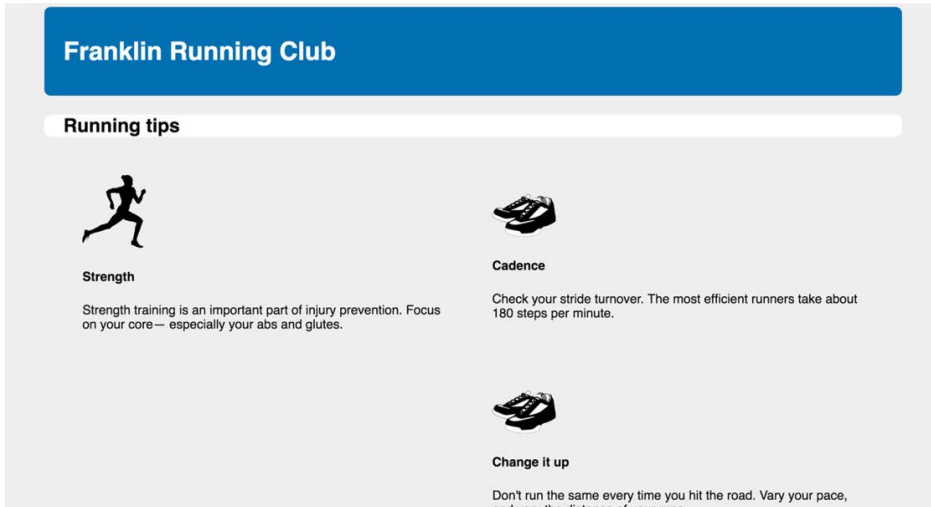 Franklin Running Club
Running tips
Strength
Strength training is an important part of injury prevention. Focus
on your core— especially your abs and glutes.
Cadence
Check your stride turnover. The most efficient runners take about
180 steps per minute.
Change it up
Don't run the same every time you hit the road. Vary your pace,